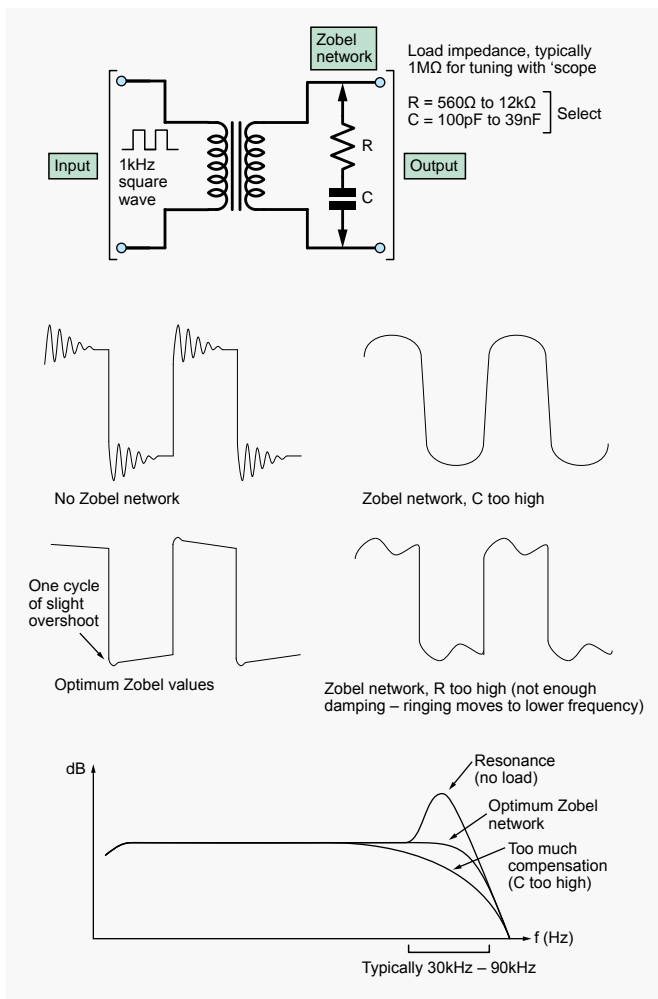 Zobel
network
Load impedance, typically
1MΩ for tuning with ‘scope
R = 560Ω to 12kΩ
C = 100pF to 39nF
Select
Input
1kHz
square
wave
R
C
Output
No Zobel network
Zobel network, C too high
One cycle
of slight
overshoot
Optimum Zobel values
Zobel network, R too high (not enough
damping – ringing moves to lower frequency)
dB
Resonance
(no load)
Optimum Zobel
network
Too much
compensation
(C too high)
f (Hz)
Typically 30kHz – 90kHz